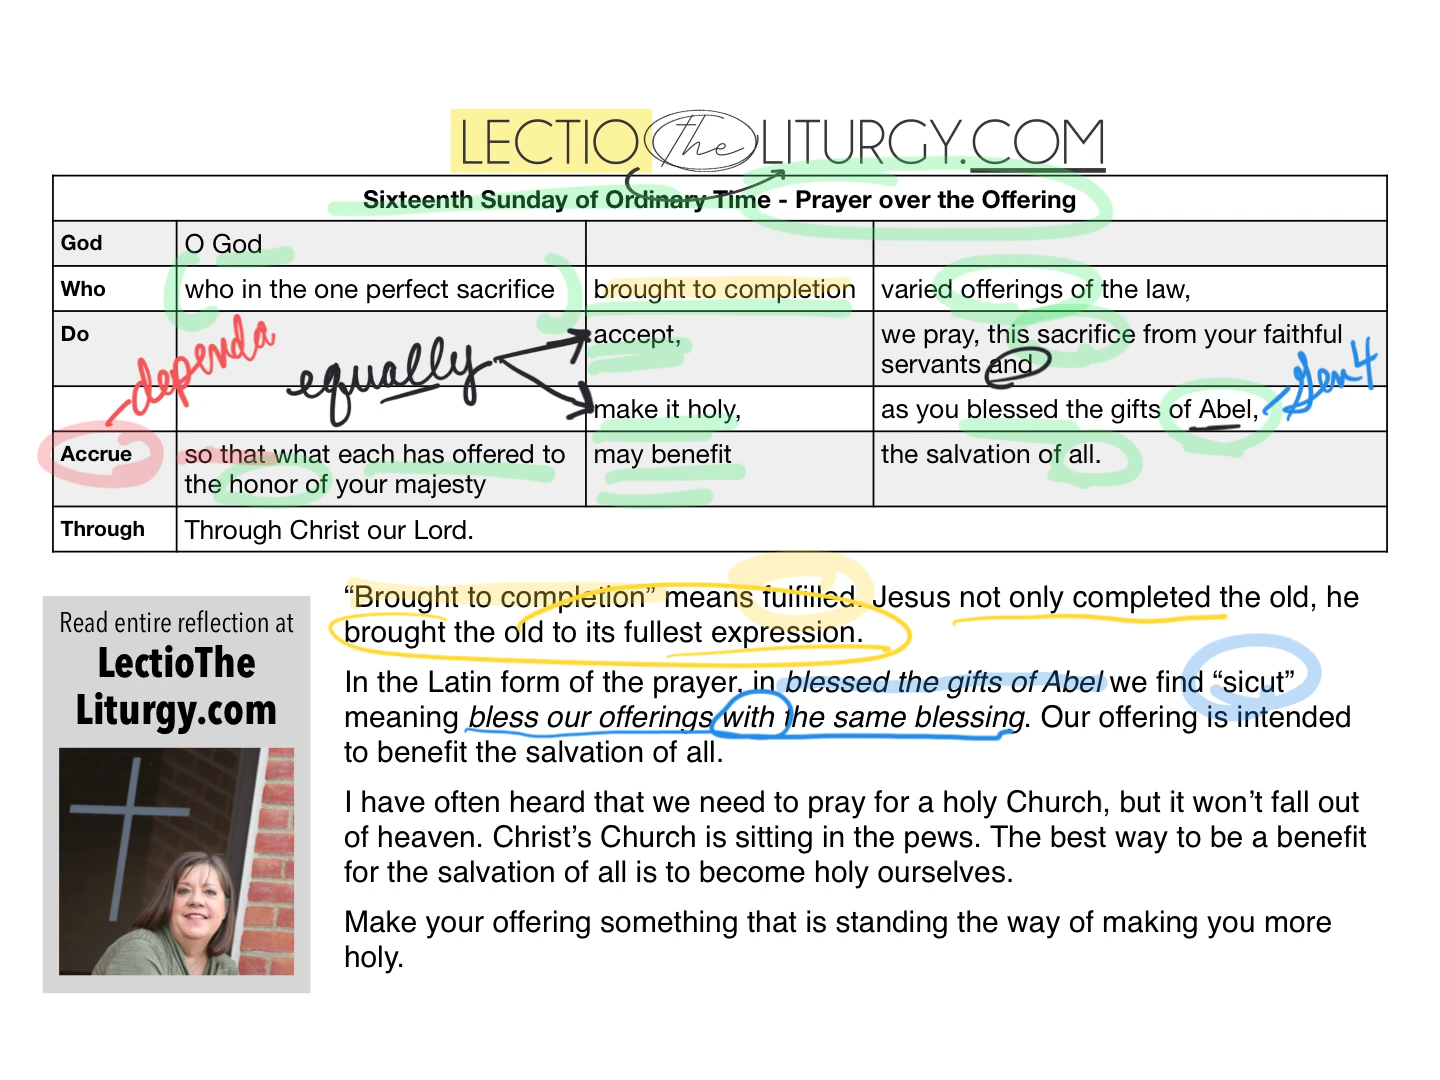 LECTIO the LITURGY.COM
Sixteenth Sunday of Ordinary Time - Prayer over the Offering
God O God
Who who in the one perfect sacrifice brought to completion varied offerings of the law,
Do accept, we pray, this sacrifice from your faithful
servants and
dependa
equally
make it holy, as you blessed the gifts of Abel,
Gen 4
Accrue so that what each has offered to may benefit the salvation of all.
the honor of your majesty
Through Through Christ our Lord.
Read entire reflection at
LectioThe
Liturgy.com
“Brought to completion” means fulfilled. Jesus not only completed the old, he
brought the old to its fullest expression.
In the Latin form of the prayer, in blessed the gifts of Abel we find “sicut”
meaning bless our offerings with the same blessing. Our offering is intended
to benefit the salvation of all.
I have often heard that we need to pray for a holy Church, but it won’t fall out
of heaven. Christ’s Church is sitting in the pews. The best way to be a benefit
for the salvation of all is to become holy ourselves.
Make your offering something that is standing the way of making you more
holy.